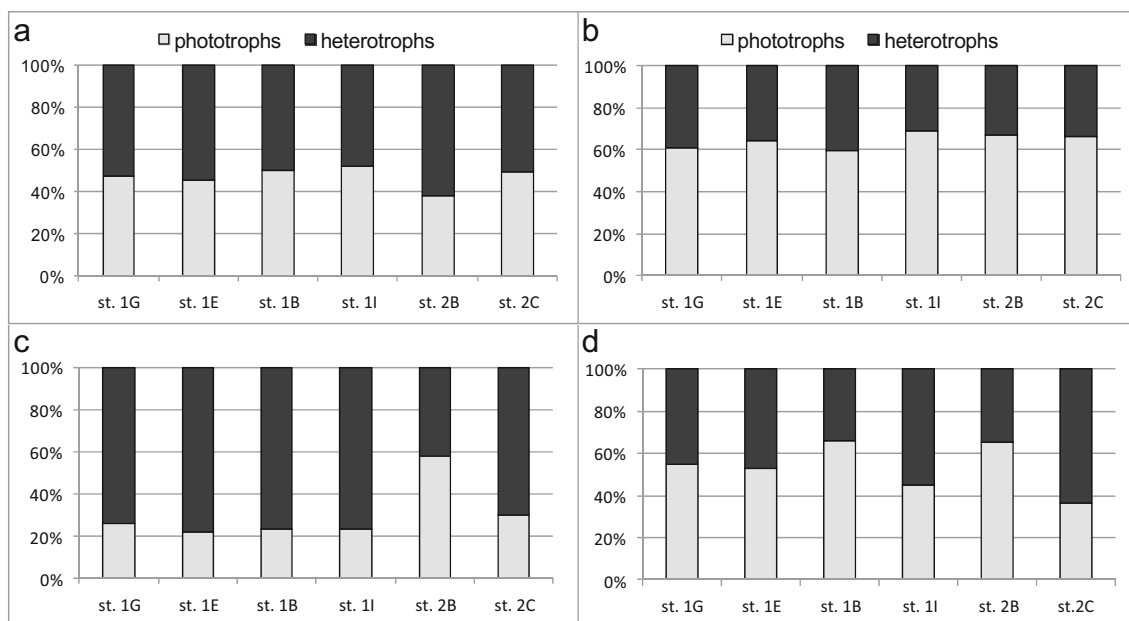 a
phototrophs heterotrophs
100%
80%
60%
40%
20%
0%
st. 1G st. 1E st. 1B st. 1I st. 2B st. 2C
b
phototrophs heterotrophs
100%
80%
60%
40%
20%
0%
st. 1G st. 1E st. 1B st. 1I st. 2B st. 2C
c
100%
80%
60%
40%
20%
0%
st. 1G st. 1E st. 1B st. 1I st. 2B st. 2C
d
100%
80%
60%
40%
20%
0%
st. 1G st. 1E st. 1B st. 1I st. 2B st.2C